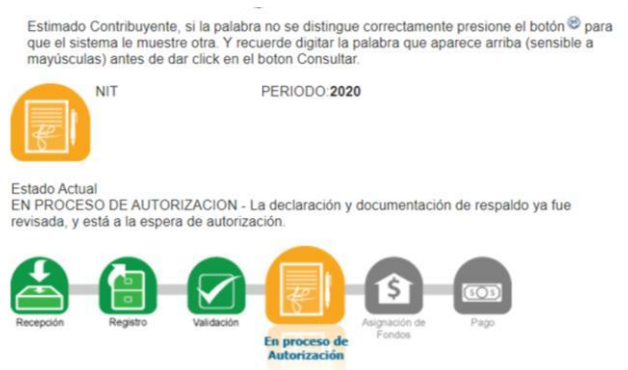 Estimado Contribuyente, si la palabra no se distingue correctamente presione el botón para
que el sistema le muestre otra. Y recuerde digitar la palabra que aparece arriba (sensible a
mayúsculas) antes de dar click en el boton Consultar.
NIT PERIODO:2020
Estado Actual
EN PROCESO DE AUTORIZACION - La declaración y documentación de respaldo ya fue
revisada, y está a la espera de autorización.
Recepción Registro Validación En proceso de Autorización Asignación de Fondos Pago